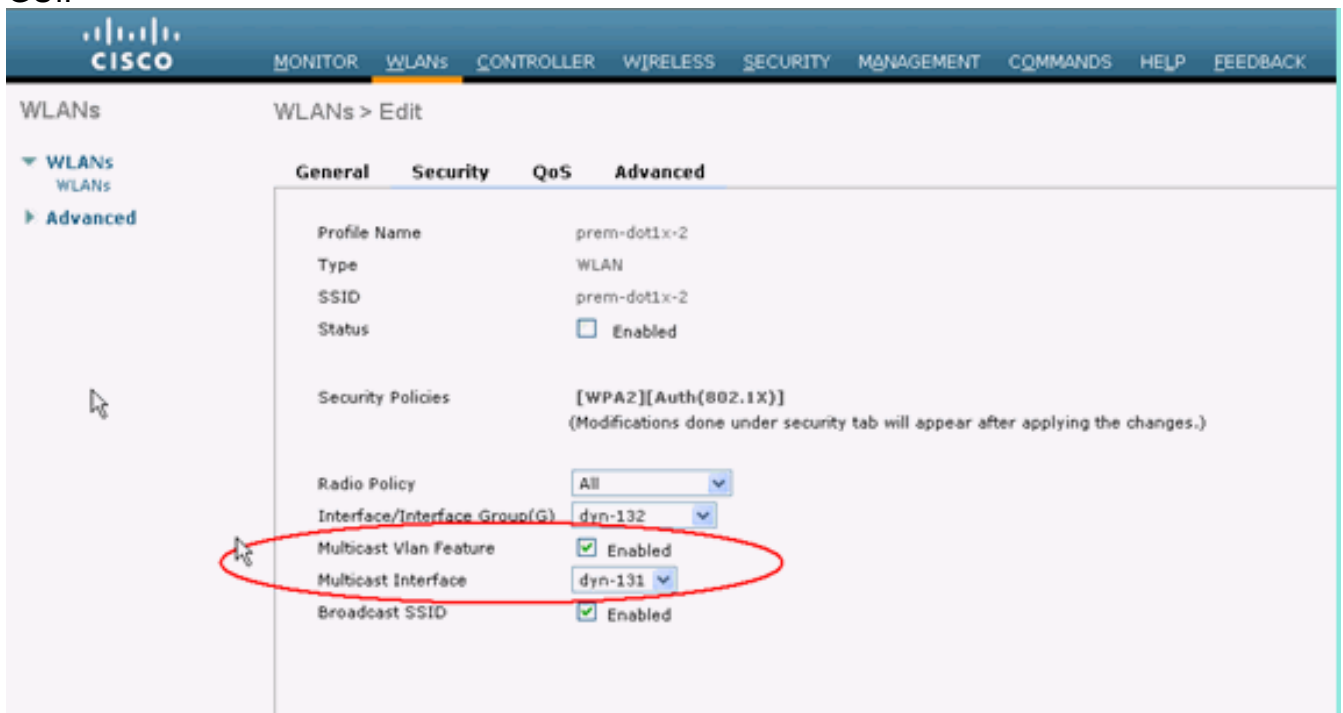 CISCO
MONITOR WLANs CONTROLLER WIRELESS SECURITY MANAGEMENT COMMANDS HELP FEEDBACK
WLANs
WLANs > Edit
WLANs
WLANs
Advanced
General Security QoS Advanced
Profile Name prem-dot1x-2
Type WLAN
SSID prem-dot1x-2
Status Enabled
Security Policies [WPA2][Auth(802.1X)]
(Modifications done under security tab will appear after applying the changes.)
Radio Policy All
Interface/Interface Group(G) dyn-132
Multicast Vlan Feature Enabled
Multicast Interface dyn-131
Broadcast SSID Enabled